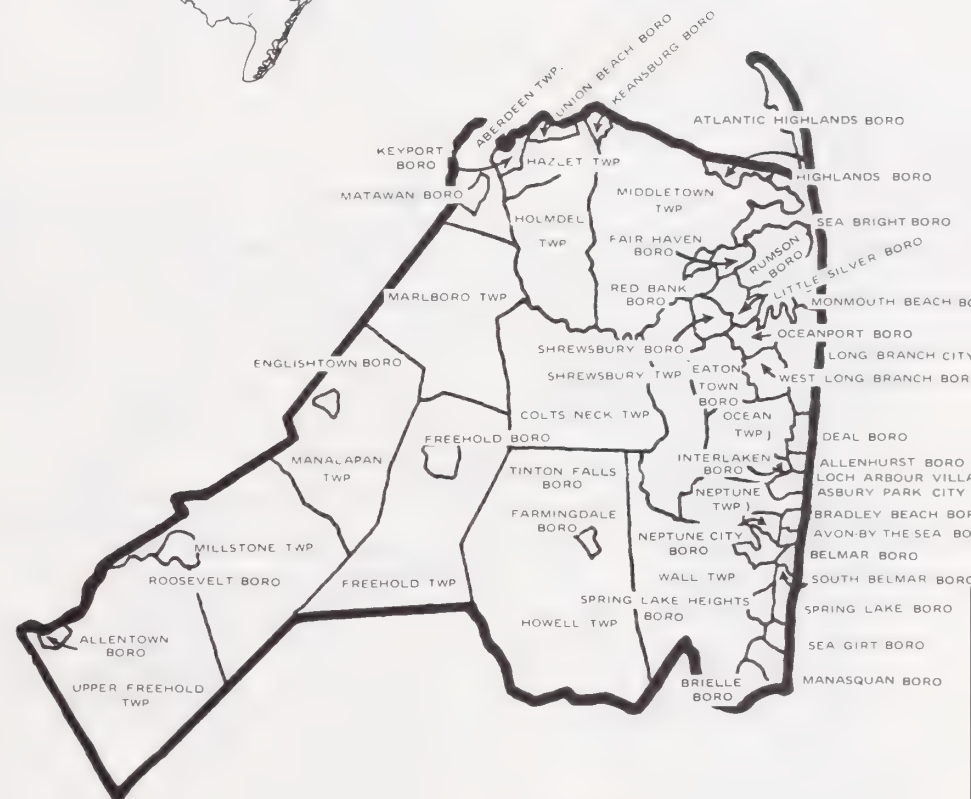 UNION BEACH BORO
KEANSBURG BORO
ABERDEEN TWP.
ATLANTIC HIGHLANDS BORO
KEYPORT
BORO
HAZLET TWP
HIGHLANDS BORO
MATAWAN BORO
MIDDLETOWN
TWP
HOLMDEL
TWP
SEA BRIGHT BORO
FAIR HAVEN
BORO
RUMSON
BORO
LITTLE SILVER BORO
RED BANK
BORO
MARLBORO TWP
MONMOUTH BEACH BO
OCEANPORT BORO
SHREWSBURY BORO
LONG BRANCH CITY
ENGLISHTOWN BORO
SHREWSBURY TWP
EATON
TOWN
BORO
WEST LONG BRANCH BOR
COLTS NECK TWP
OCEAN
TWP
DEAL BORO
FREEHOLD BORO
MANALAPAN
TWP
INTERLAKEN
BORO
ALLENHURST BORO
LOCH ARBOUR VILLA
TINTON FALLS
BORO
NEPTUNE
TWP
ASBURY PARK CITY
FARMINGDALE
BORO
BRADLEY BEACH BOR
NEPTUNE CITY
BORO
AVON-BY THE SEA BO
MILLSTONE TWP
BELMAR BORO
ROOSEVELT BORO
FREEHOLD TWP
WALL TWP
SOUTH BELMAR BORO
SPRING LAKE HEIGHTS
BORO
SPRING LAKE BORO
HOWELL TWP
ALLENTOWN
BORO
SEA GIRT BORO
UPPER FREEHOLD
TWP
BRIELLE
BORO
MANASQUAN BORO